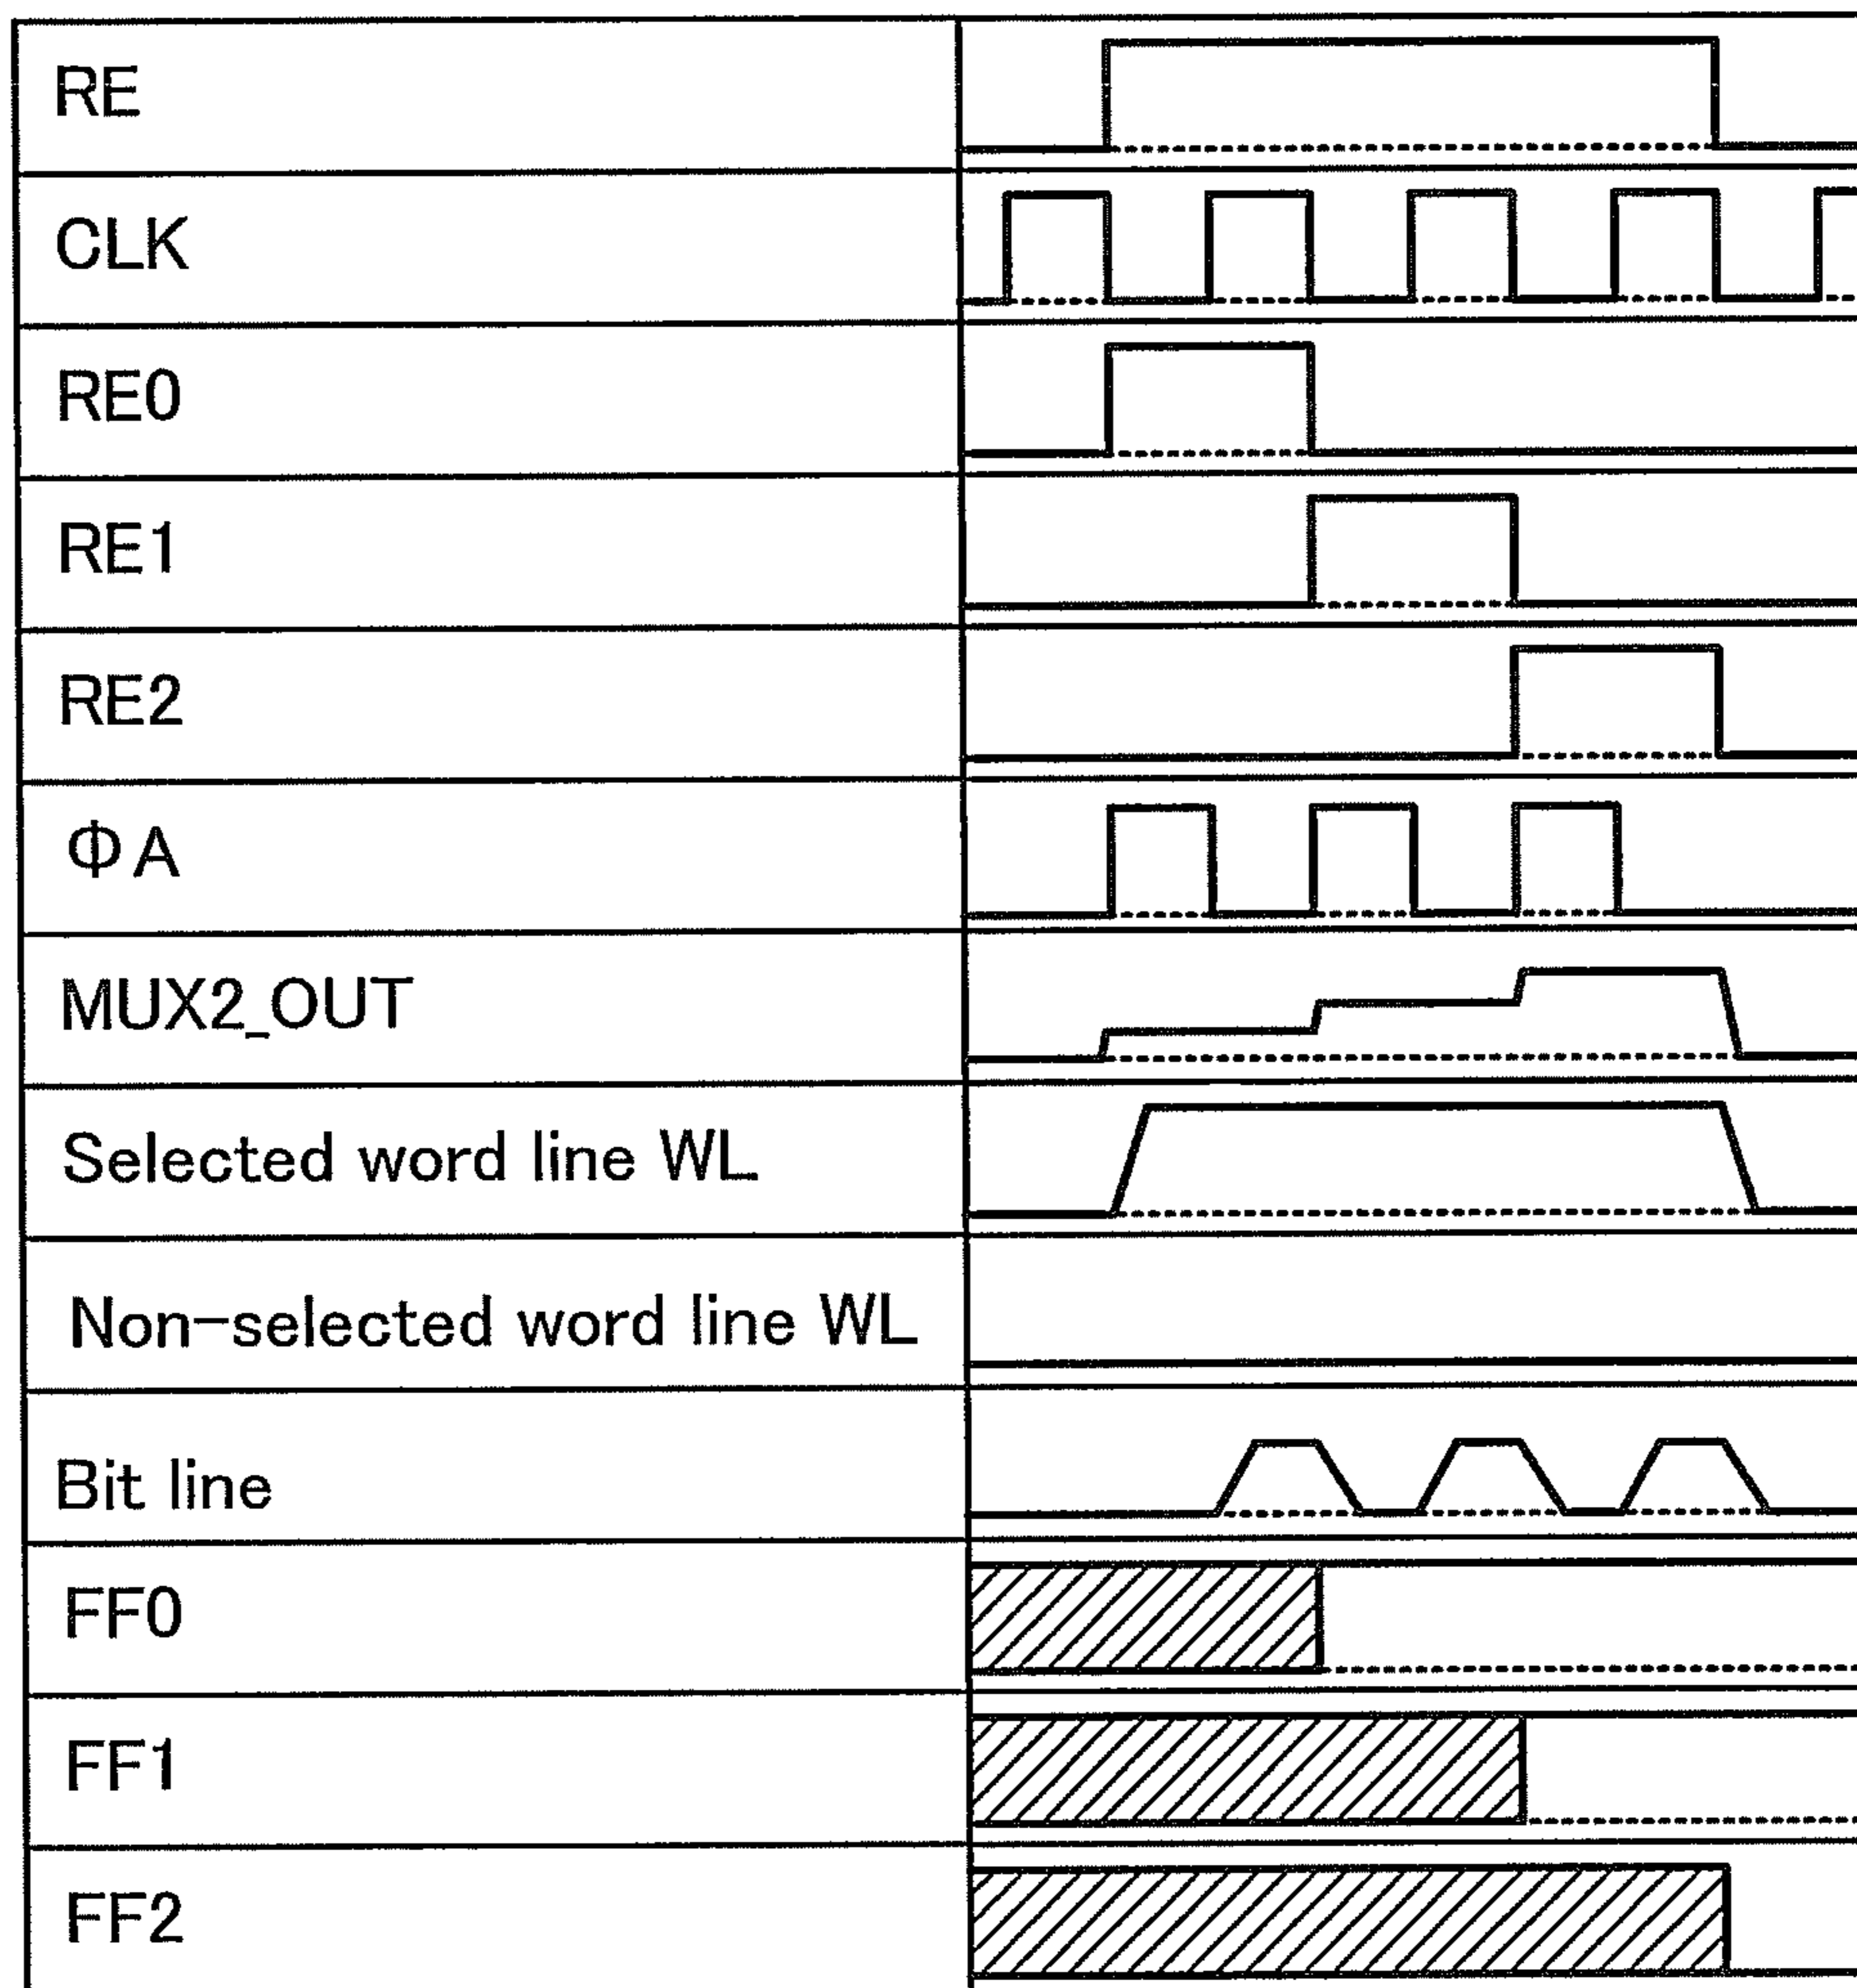 RE
CLK
RE0
RE1
RE2
ΦA
MUX2_OUT
Selected word line WL
Non-selected word line WL
Bit line
FF0
FF1
FF2